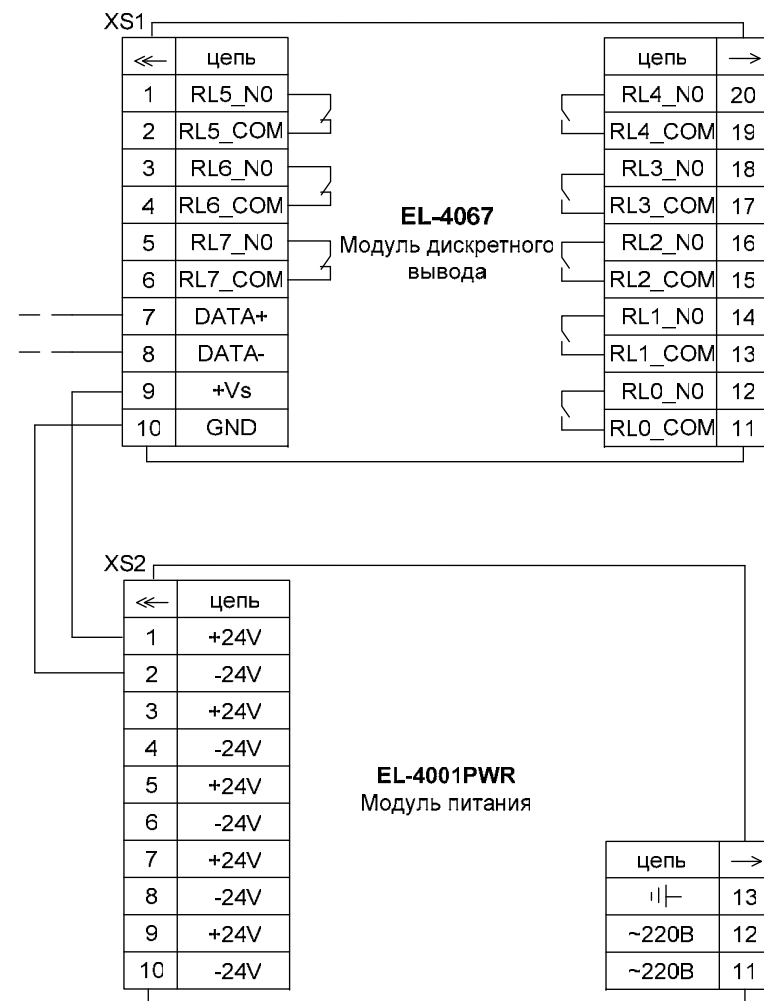 XS1
цепь
1 RL5_N0
2 RL5_COM
3 RL6_N0
4 RL6_COM
5 RL7_N0
6 RL7_COM
7 DATA+
8 DATA-
9 +Vs
10 GND
EL-4067
Модуль дискретного
вывода
цепь
RL4_N0 20
RL4_COM 19
RL3_N0 18
RL3_COM 17
RL2_N0 16
RL2_COM 15
RL1_N0 14
RL1_COM 13
RL0_N0 12
RL0_COM 11
XS2
цепь
1 +24V
2 -24V
3 +24V
4 -24V
5 +24V
6 -24V
7 +24V
8 -24V
9 +24V
10 -24V
EL-4001PWR
Модуль питания
цепь
13
~220В 12
~220В 11